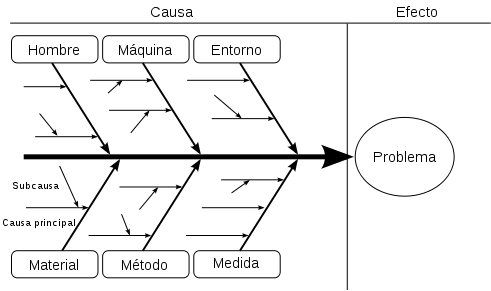 Causa
Efecto
Hombre
Máquina
Entorno
Problema
Subcausa
Causa principal
Material
Método
Medida